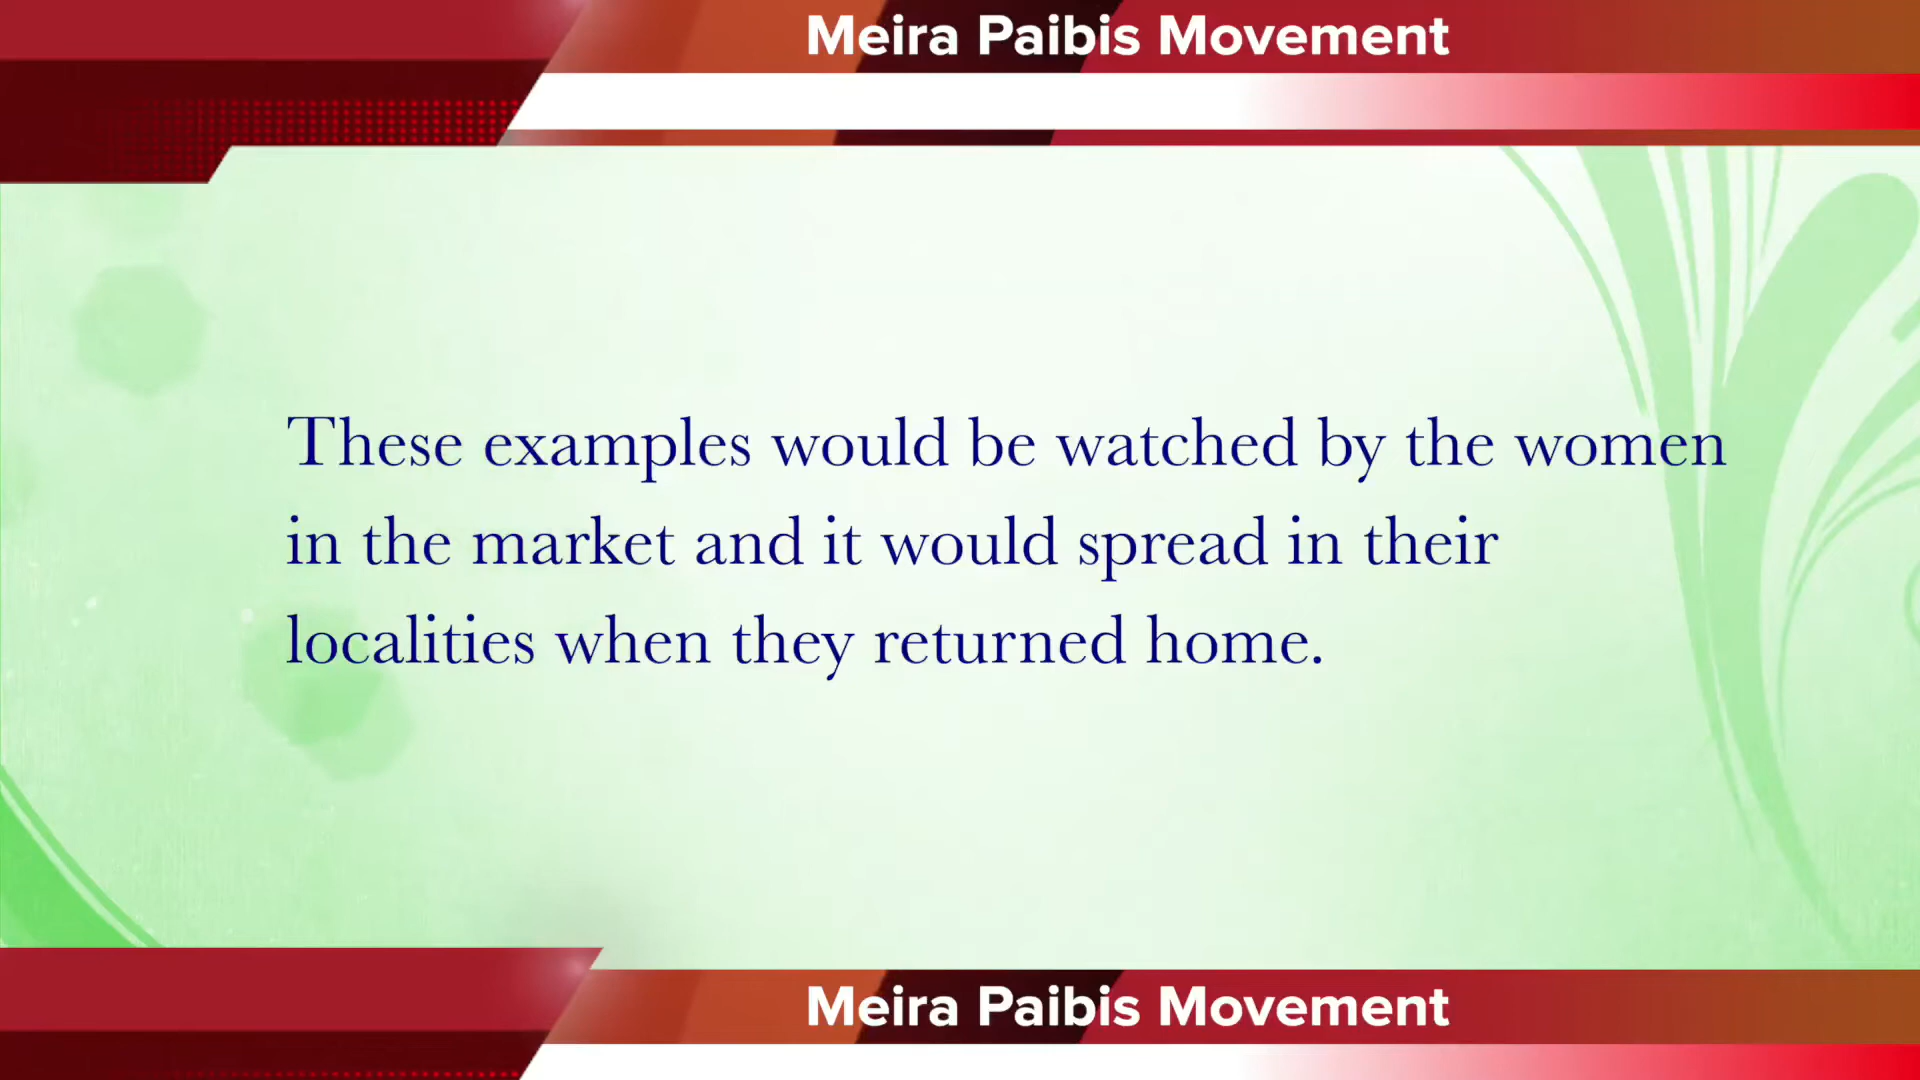 Meira Paibis Movement
These examples would be watched by the women
in the market and it would spread in their
localities when they returned home.
Meira Paibis Movement